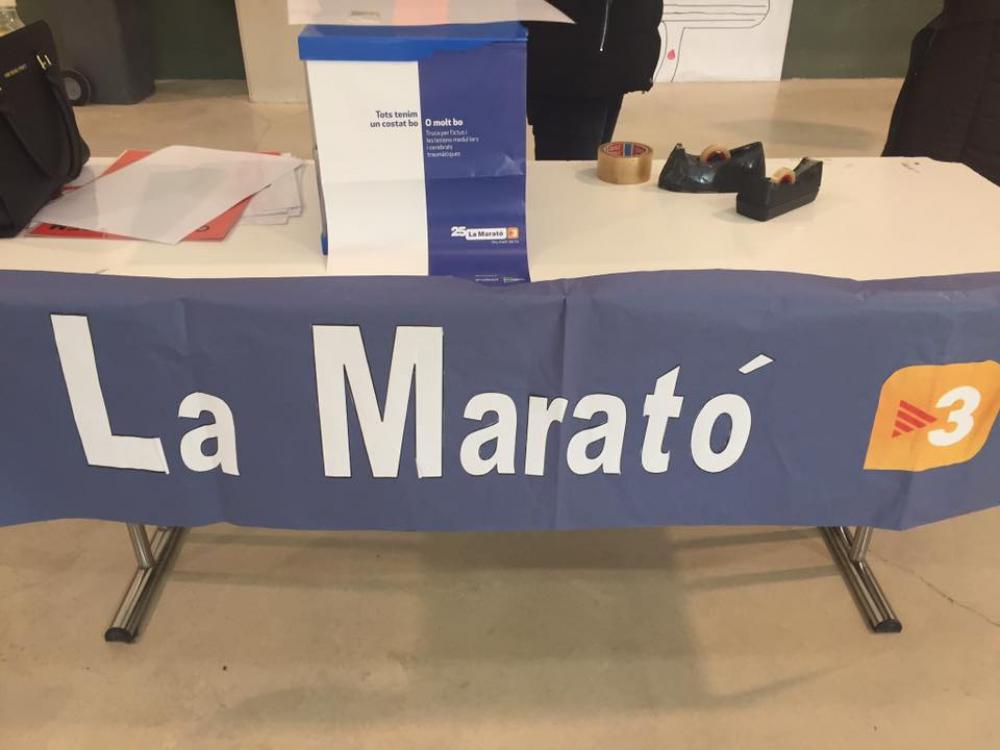 Tots tenim
un costat bo
O molt bo
Truca per l'ictus i
les lesions medul·lars
i cerebrals
traumàtiques
25 La Marató 3
La Marató 3